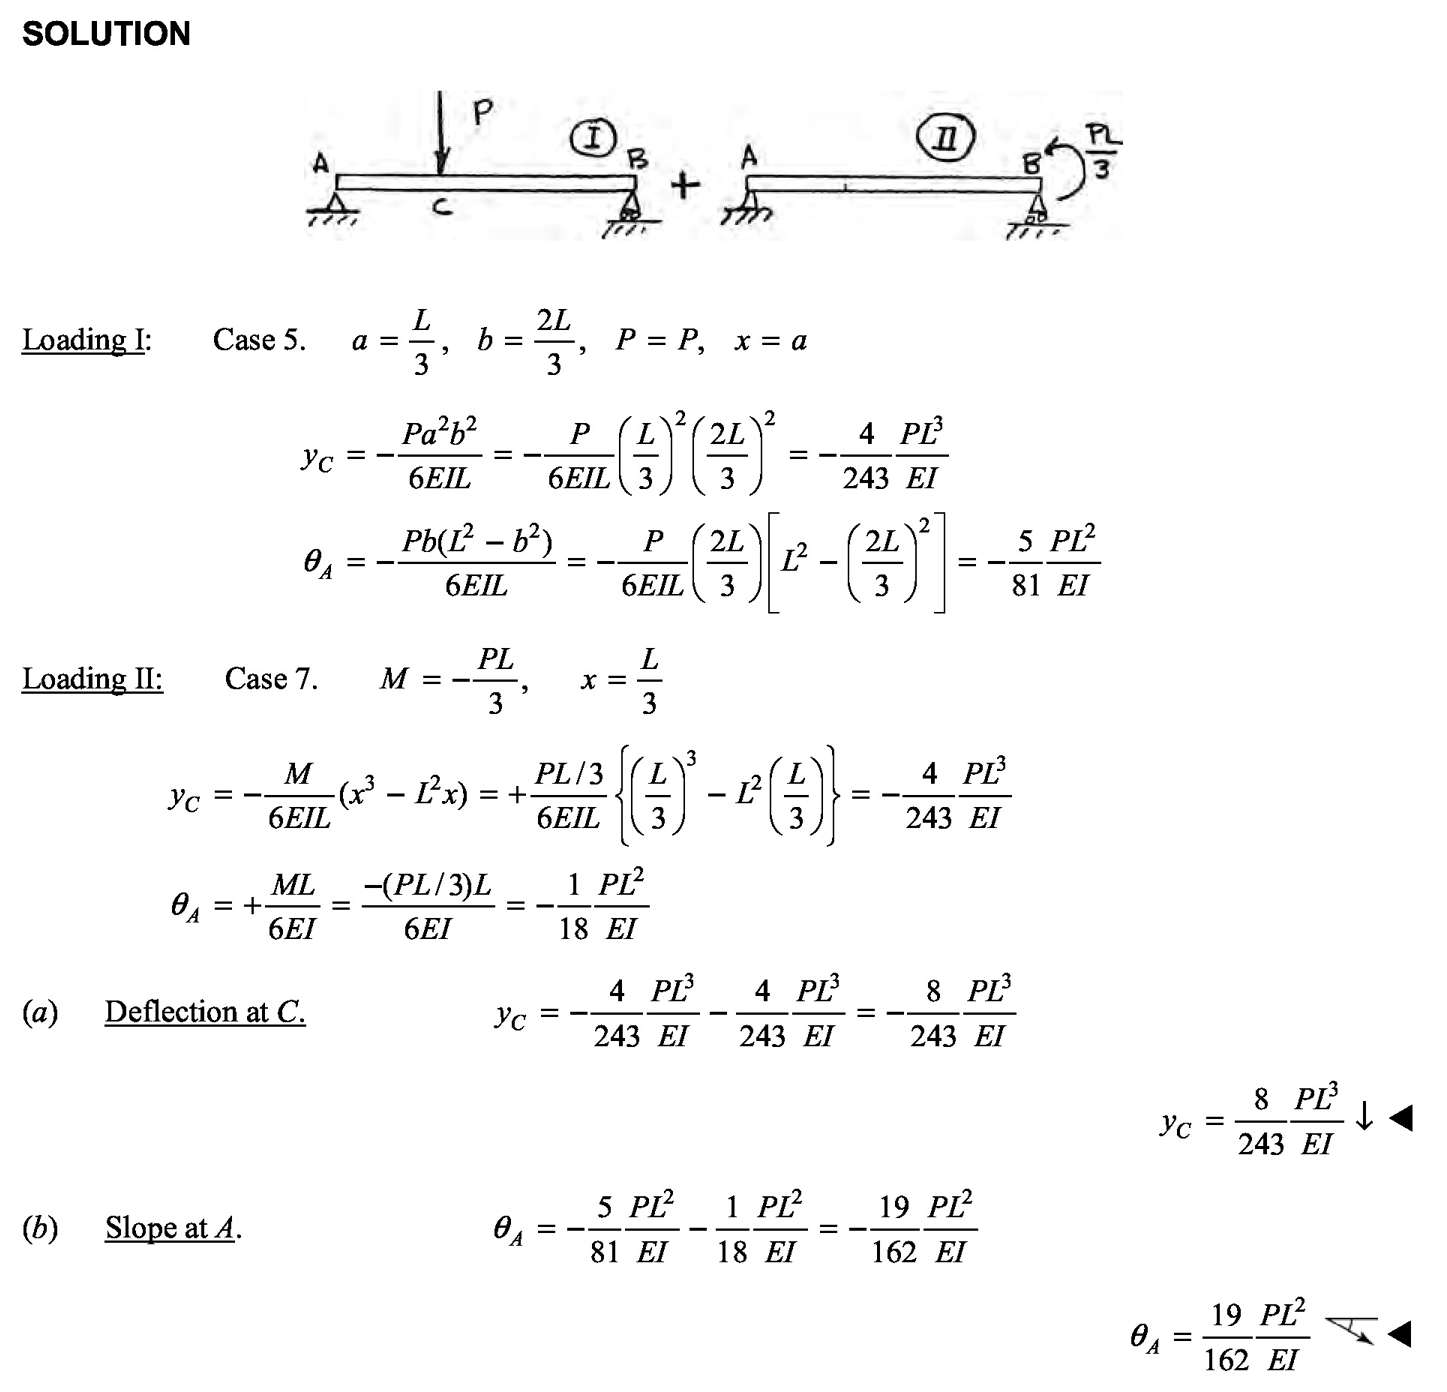 SOLUTION
P
A
I
B
C
+
A
II
B
PL/3
Loading I: Case 5. a = L/3, b = 2L/3, P = P, x = a
y_C = −Pa²b²/6EIL = −P/6EIL (L/3)² (2L/3)² = −4/243 PL³/EI
θ_A = −Pb(L² − b²)/6EIL = −P/6EIL (2L/3)[L² − (2L/3)²] = −5/81 PL²/EI
Loading II: Case 7. M = −PL/3, x = L/3
y_C = −M/6EIL (x³ − L²x) = +PL/3/6EIL {(L/3)³ − L²(L/3)} = −4/243 PL³/EI
θ_A = +ML/6EI = −(PL/3)L/6EI = −1/18 PL²/EI
(a) Deflection at C. y_C = −4/243 PL³/EI − 4/243 PL³/EI = −8/243 PL³/EI
y_C = 8/243 PL³/EI ↓ ◀
(b) Slope at A. θ_A = −5/81 PL²/EI − 1/18 PL²/EI = −19/162 PL²/EI
θ_A = 19/162 PL²/EI ◀